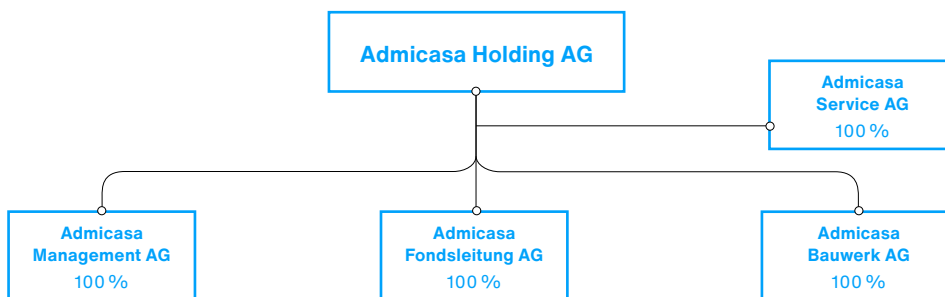 Admicasa Holding AG
Admicasa
Service AG
100 %
Admicasa
Management AG
100 %
Admicasa
Fondsleitung AG
100 %
Admicasa
Bauwerk AG
100 %